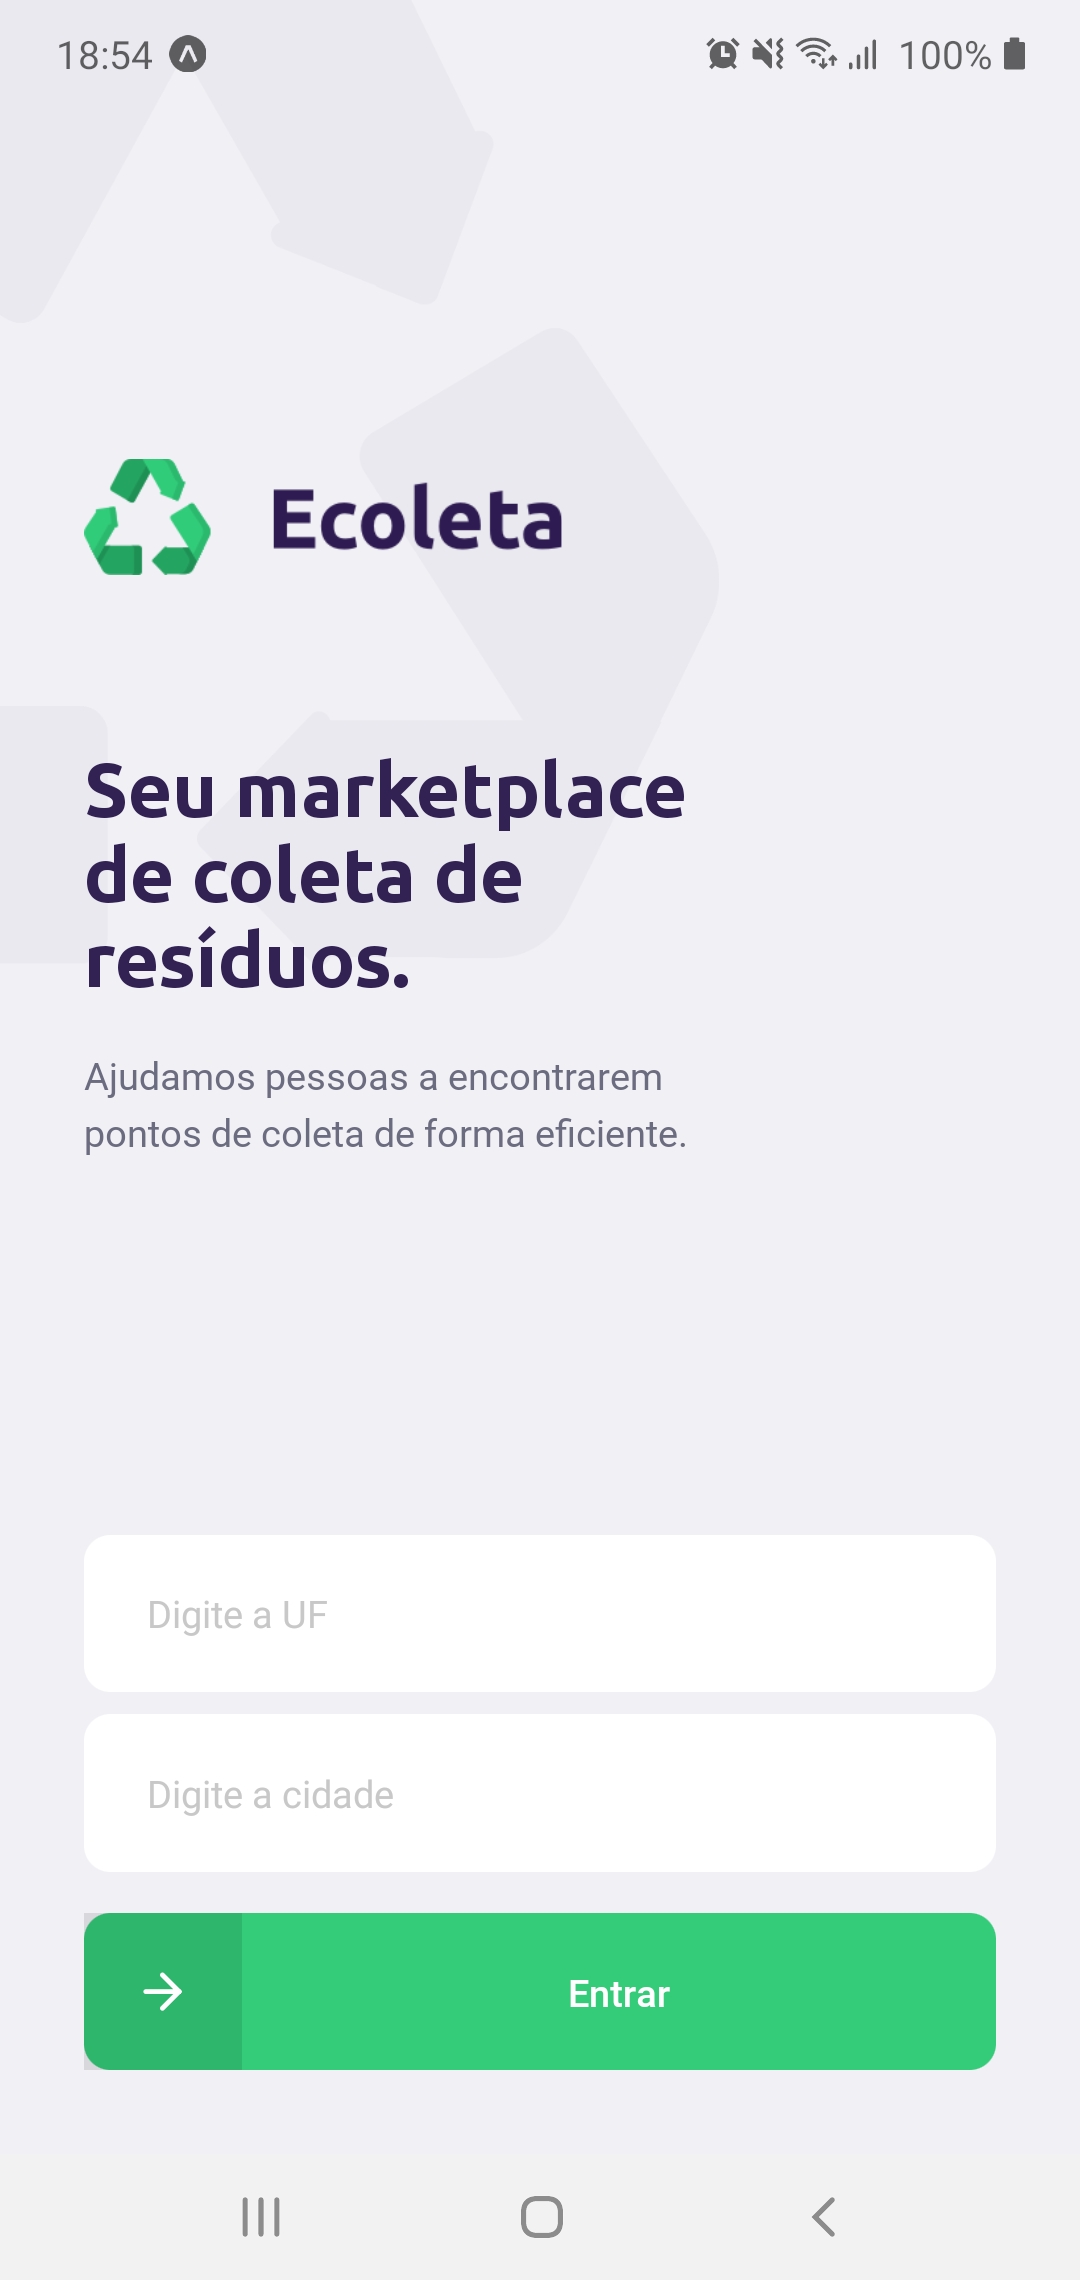 18:54
100%
Ecoleta
Seu marketplace
de coleta de
resíduos.
Ajudamos pessoas a encontrarem
pontos de coleta de forma eficiente.
Digite a UF
Digite a cidade
Entrar